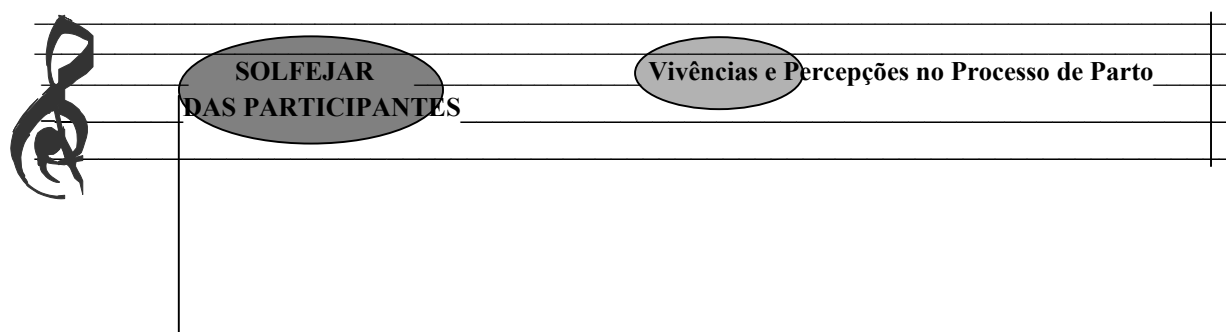 SOLFEJAR
DAS PARTICIPANTES
Vivências e Percepções no Processo de Parto